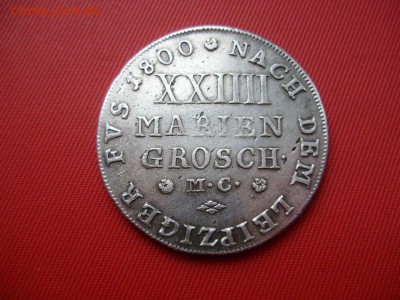 NACH DEM LEIPZIGER FVS 1800
XXIIII
MARIEN
GROSCH.
M·C·